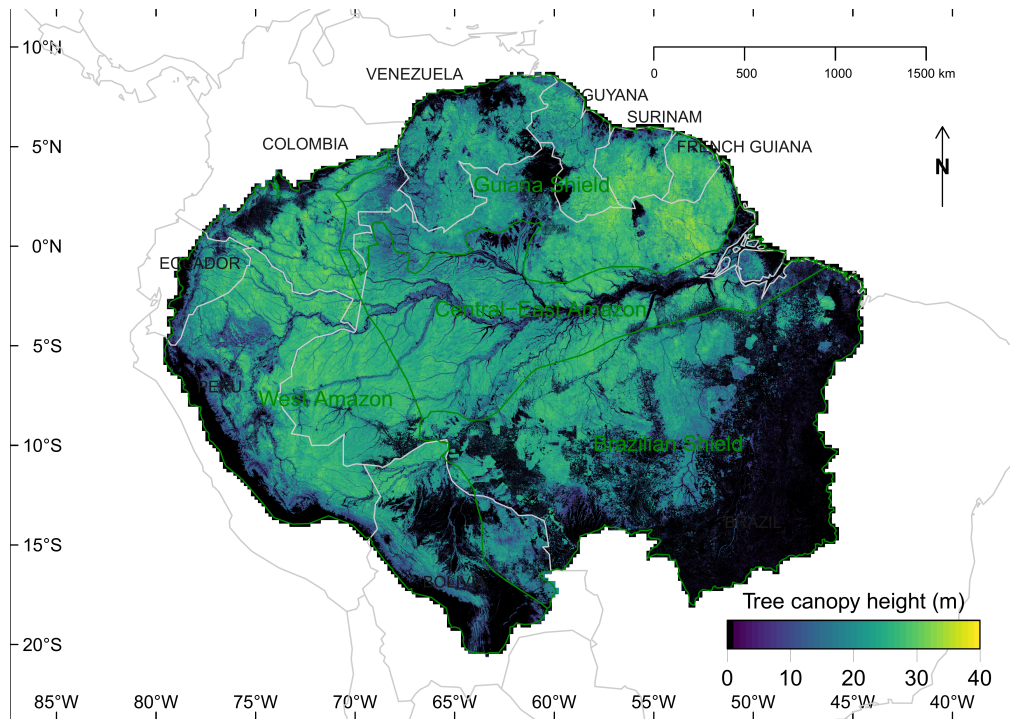 10°N
VENEZUELA
0 500 1000 1500 km
GUYANA
SURINAM
COLOMBIA
FRENCH GUIANA
5°N
N
Guiana Shield
0°N
ECUADOR
Central−East Amazon
5°S
PERU
West Amazon
10°S
Brazilian Shield
BRAZIL
15°S
BOLIVIA
Tree canopy height (m)
20°S
0 10 20 30 40
85°W 80°W 75°W 70°W 65°W 60°W 55°W 50°W 45°W 40°W